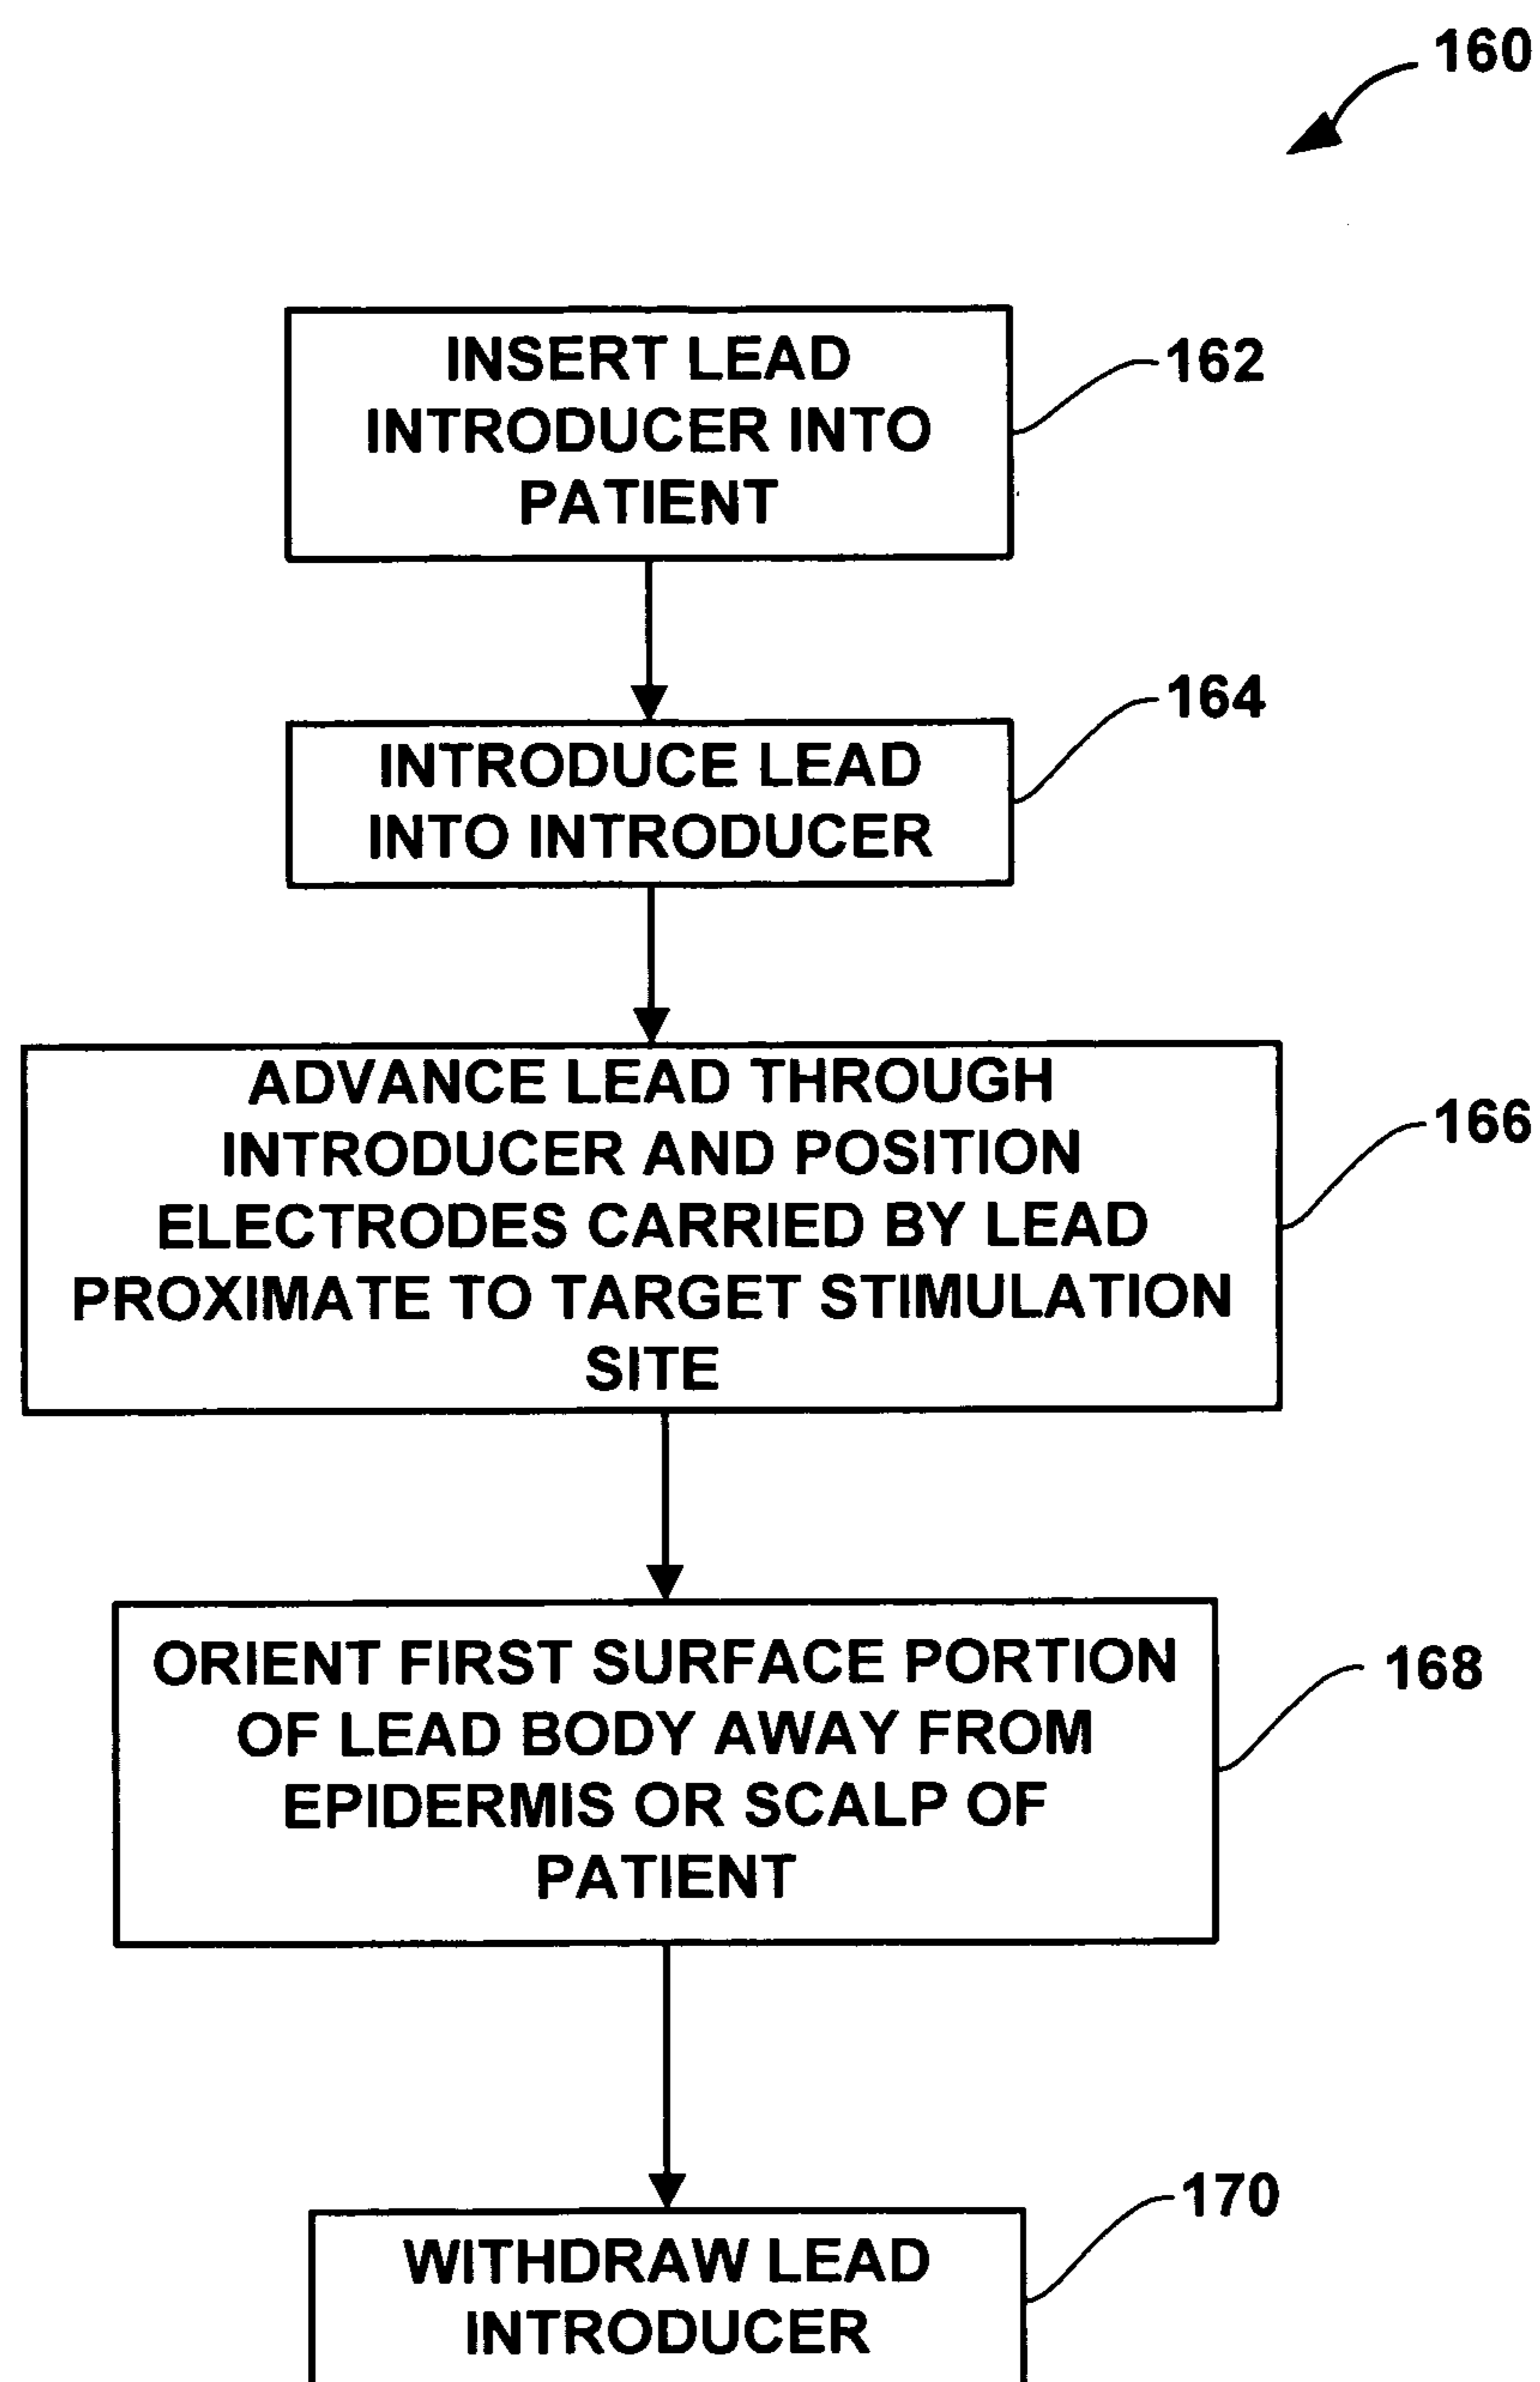 160
INSERT LEAD
INTRODUCER INTO
PATIENT
162
INTRODUCE LEAD
INTO INTRODUCER
164
ADVANCE LEAD THROUGH
INTRODUCER AND POSITION
ELECTRODES CARRIED BY LEAD
PROXIMATE TO TARGET STIMULATION
SITE
166
ORIENT FIRST SURFACE PORTION
OF LEAD BODY AWAY FROM
EPIDERMIS OR SCALP OF
PATIENT
168
WITHDRAW LEAD
INTRODUCER
170